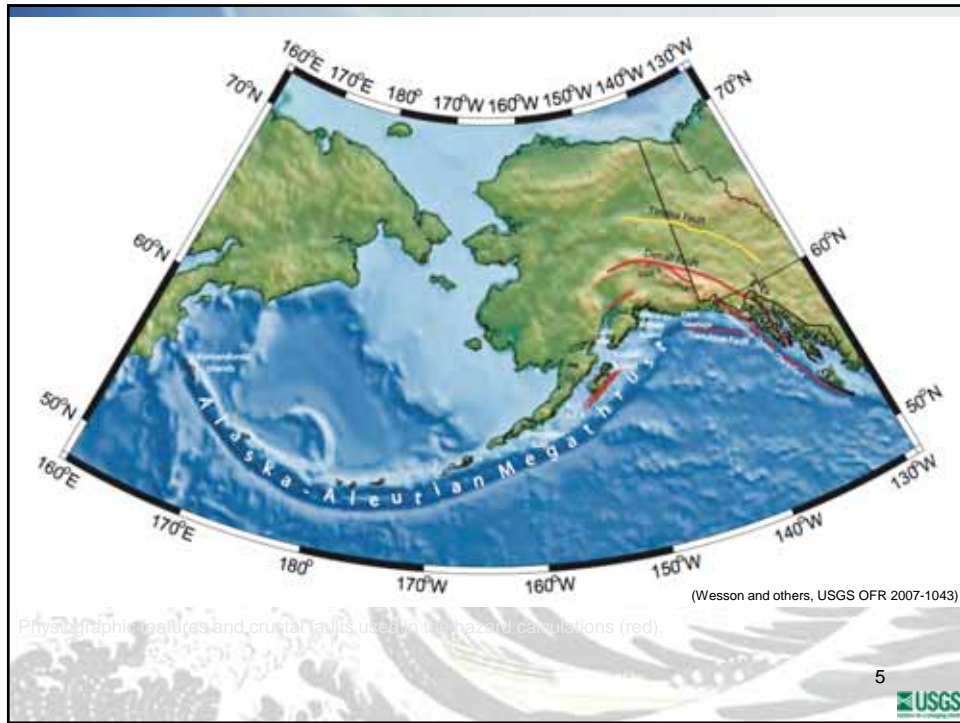 160°E 170°E 180° 170°W 160°W 150°W 140°W 130°W
70°N 70°N
60°N 60°N
Tintina Fault
Denali Fault
Komandorski
Islands
Alaska-Aleutian Megathrust
50°N 50°N
160°E 170°E 180° 170°W 160°W 150°W 140°W 130°W
(Wesson and others, USGS OFR 2007-1043)
Physiographic features and crustal faults used in the hazard calculations (red).
5
USGS